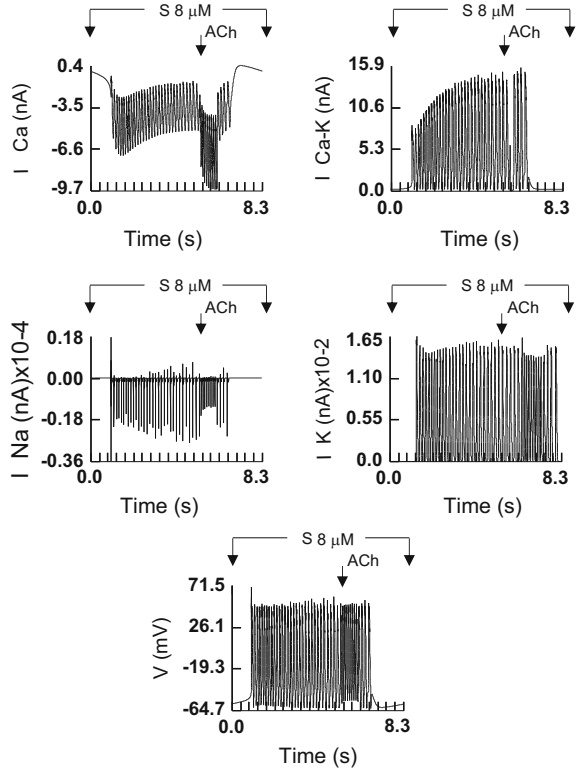 S 8 μM
ACh
I Ca (nA)
0.4
-3.5
-6.6
-9.7
0.0
8.3
Time (s)
S 8 μM
ACh
I Ca-K (nA)
15.9
10.6
5.3
0.0
0.0
8.3
Time (s)
S 8 μM
ACh
I Na (nA)x10-4
0.18
0.00
-0.18
-0.36
0.0
8.3
Time (s)
S 8 μM
ACh
I K (nA)x10-2
1.65
1.10
0.55
0.0
0.0
8.3
Time (s)
S 8 μM
ACh
V (mV)
71.5
26.1
-19.3
-64.7
0.0
8.3
Time (s)